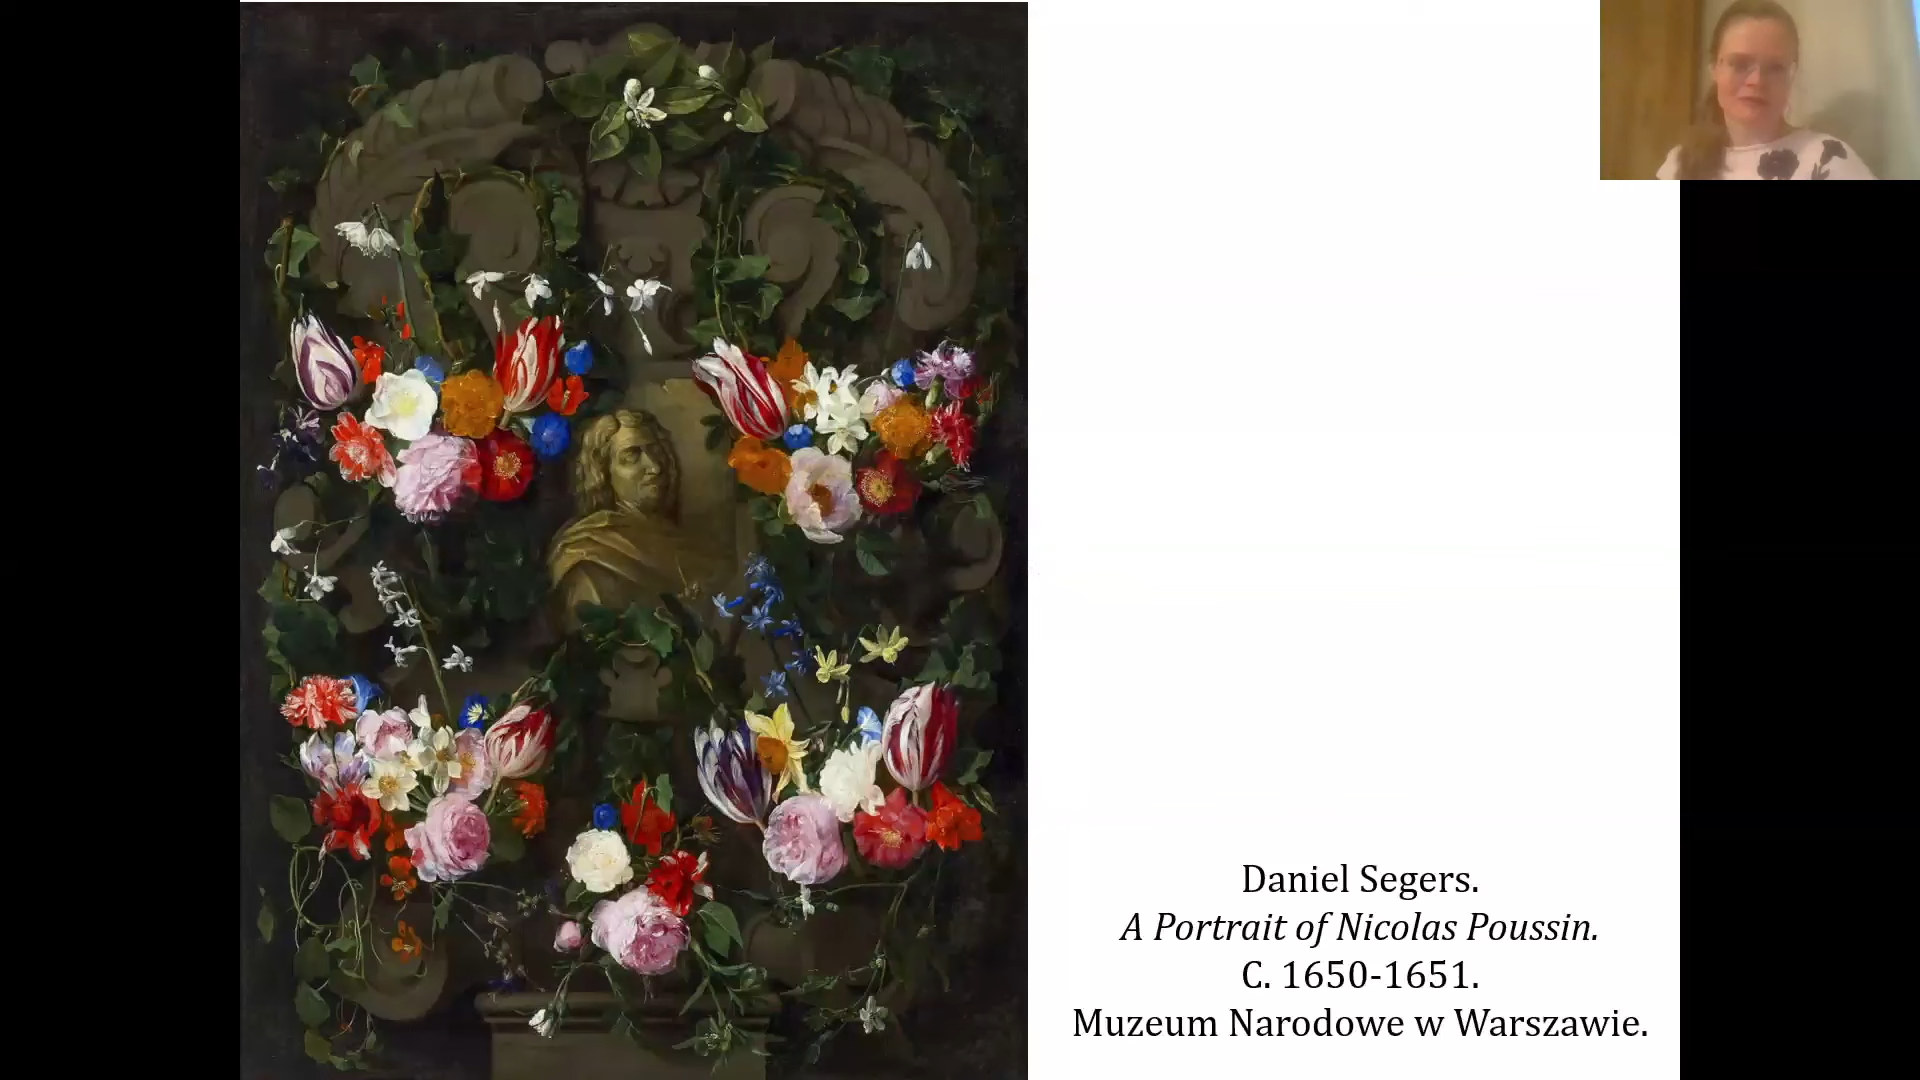 Daniel Segers.
A Portrait of Nicolas Poussin.
C. 1650-1651.
Muzeum Narodowe w Warszawie.